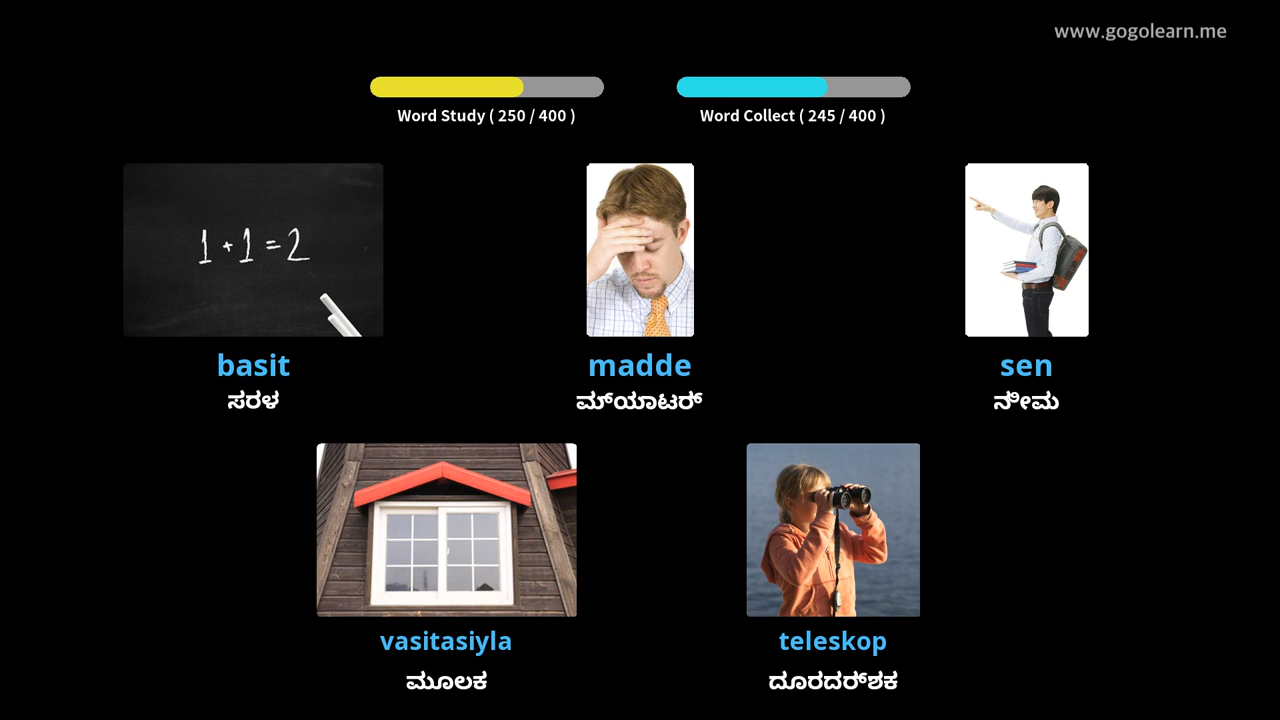 www.gogolearn.me
Word Study ( 250 / 400 )
Word Collect ( 245 / 400 )
1 + 1 = 2
basit
madde
sen
ಸರಳ
ಮ್ಯಾಟರ್
ನೀವು
vasitasiyla
teleskop
ಮೂಲಕ
ದೂರದರ್ಶಕ